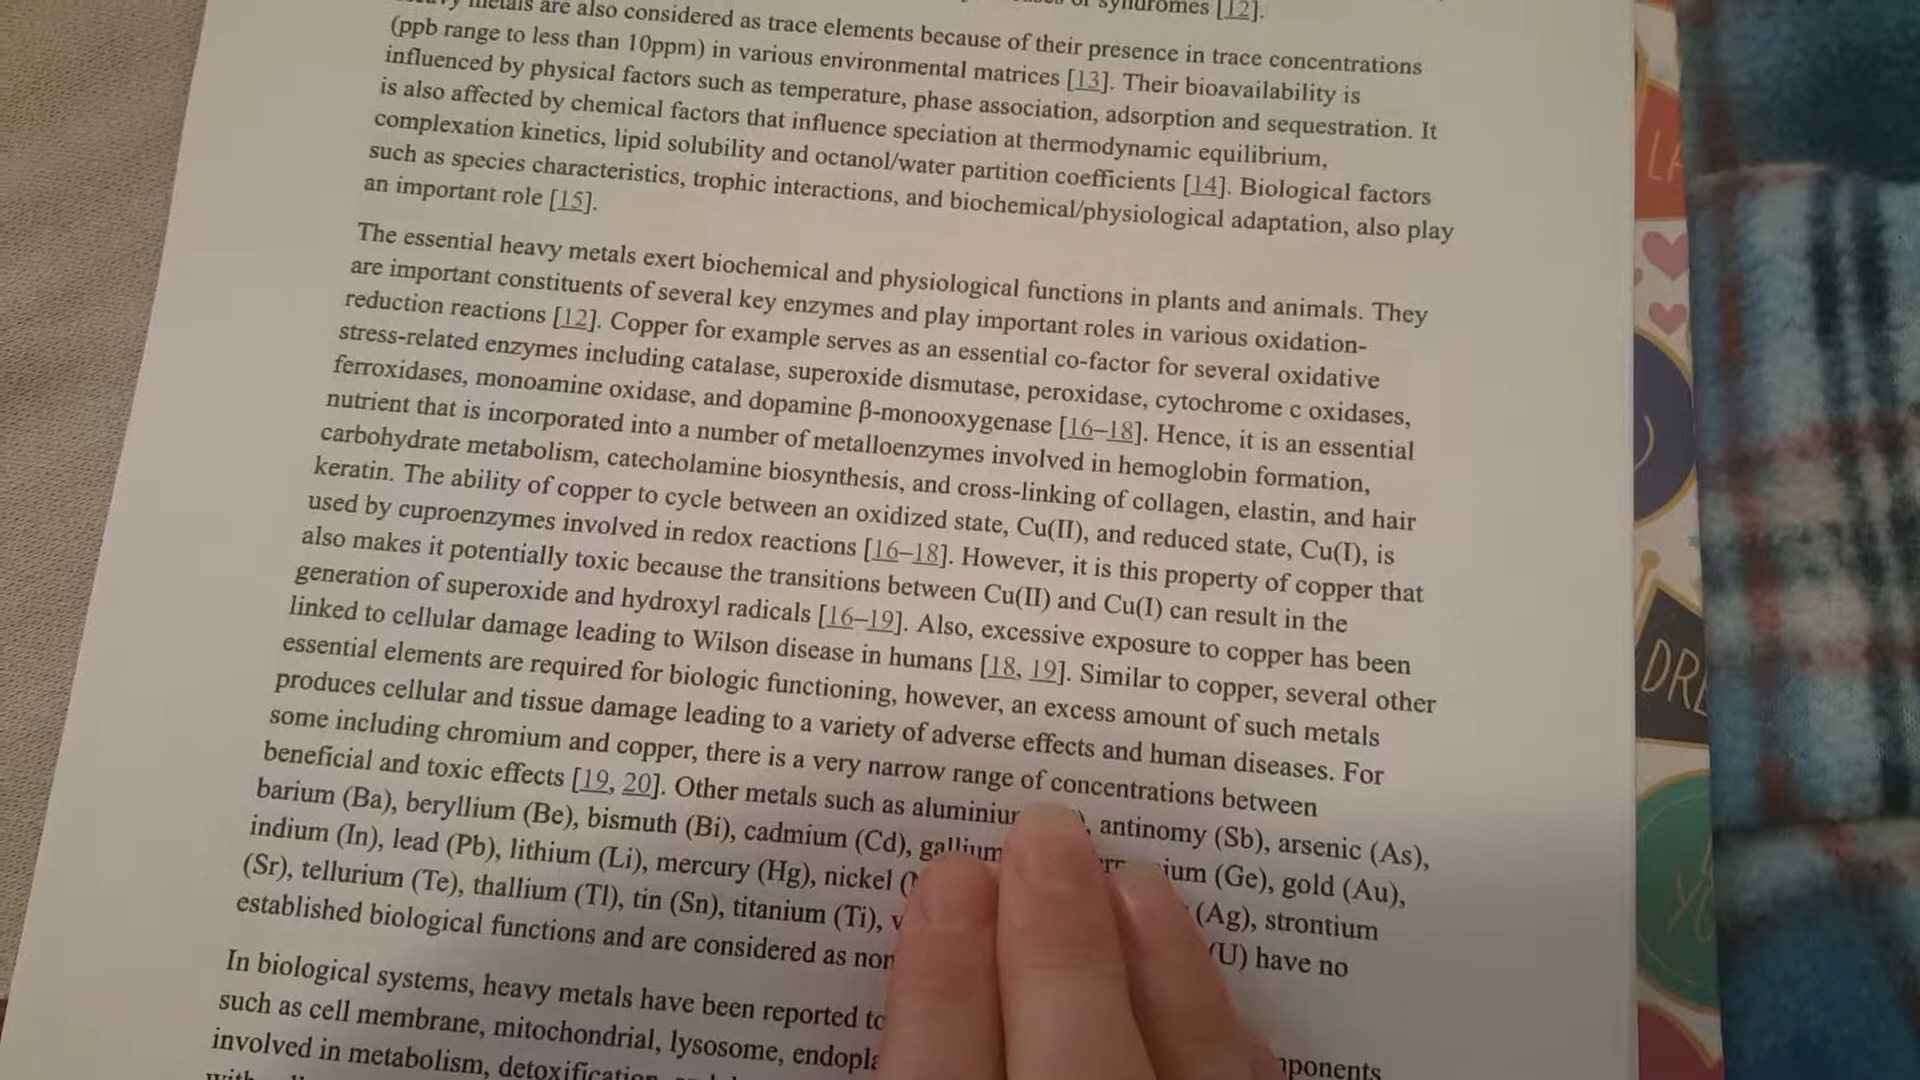 metals are also considered as trace elements because of their presence in trace concentrations
syndromes [12].
(ppb range to less than 10ppm) in various environmental matrices [13]. Their bioavailability is
influenced by physical factors such as temperature, phase association, adsorption and sequestration. It
is also affected by chemical factors that influence speciation at thermodynamic equilibrium,
complexation kinetics, lipid solubility and octanol/water partition coefficients [14]. Biological factors
such as species characteristics, trophic interactions, and biochemical/physiological adaptation, also play
an important role [15].
The essential heavy metals exert biochemical and physiological functions in plants and animals. They
are important constituents of several key enzymes and play important roles in various oxidation-
reduction reactions [12]. Copper for example serves as an essential co-factor for several oxidative
stress-related enzymes including catalase, superoxide dismutase, peroxidase, cytochrome c oxidases,
ferroxidases, monoamine oxidase, and dopamine β-monooxygenase [16–18]. Hence, it is an essential
nutrient that is incorporated into a number of metalloenzymes involved in hemoglobin formation,
carbohydrate metabolism, catecholamine biosynthesis, and cross-linking of collagen, elastin, and hair
keratin. The ability of copper to cycle between an oxidized state, Cu(II), and reduced state, Cu(I), is
used by cuproenzymes involved in redox reactions [16–18]. However, it is this property of copper that
also makes it potentially toxic because the transitions between Cu(II) and Cu(I) can result in the
generation of superoxide and hydroxyl radicals [16–19]. Also, excessive exposure to copper has been
linked to cellular damage leading to Wilson disease in humans [18, 19]. Similar to copper, several other
essential elements are required for biologic functioning, however, an excess amount of such metals
produces cellular and tissue damage leading to a variety of adverse effects and human diseases. For
some including chromium and copper, there is a very narrow range of concentrations between
beneficial and toxic effects [19, 20]. Other metals such as antinomy (Sb), arsenic (As),
barium (Ba), beryllium (Be), bismuth (Bi), cadmium (Cd), gallium (Ge), gold (Au),
indium (In), lead (Pb), lithium (Li), mercury (Hg), nickel (Ag), strontium
(Sr), tellurium (Te), thallium (Tl), tin (Sn), titanium (Ti), (U) have no
established biological functions and are considered as
In biological systems, heavy metals have been reported
such as cell membrane, mitochondrial, lysosome,
involved in metabolism, detoxification,